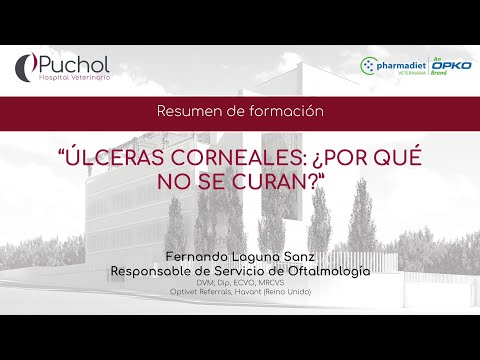 Puchol
Hospital Veterinario
pharmadiet
VETERINARIA
An
OPKO
Brand
Resumen de formación
“ÚLCERAS CORNEALES: ¿POR QUÉ
NO SE CURAN?”
Fernando Laguna Sanz
Responsable de Servicio de Oftalmología
DVM; Dip, ECVO, MRCVS
Optivet Referrals, Havant (Reino Unido)